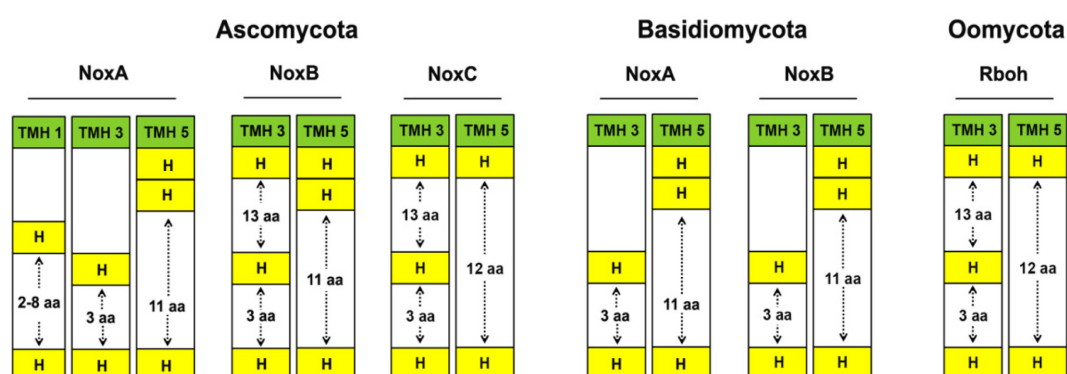 Ascomycota Basidiomycota Oomycota
NoxA NoxB NoxC NoxA NoxB Rboh
TMH 1 TMH 3 TMH 5 TMH 3 TMH 5 TMH 3 TMH 5 TMH 3 TMH 5 TMH 3 TMH 5 TMH 3 TMH 5
H H H H H H H H H
H H H H
13 aa 13 aa 13 aa
H
H H H H H H
11 aa 12 aa 11 aa 12 aa
2-8 aa 3 aa 11 aa 3 aa 3 aa 3 aa 11 aa 3 aa 3 aa
H H H H H H H H H H H H H